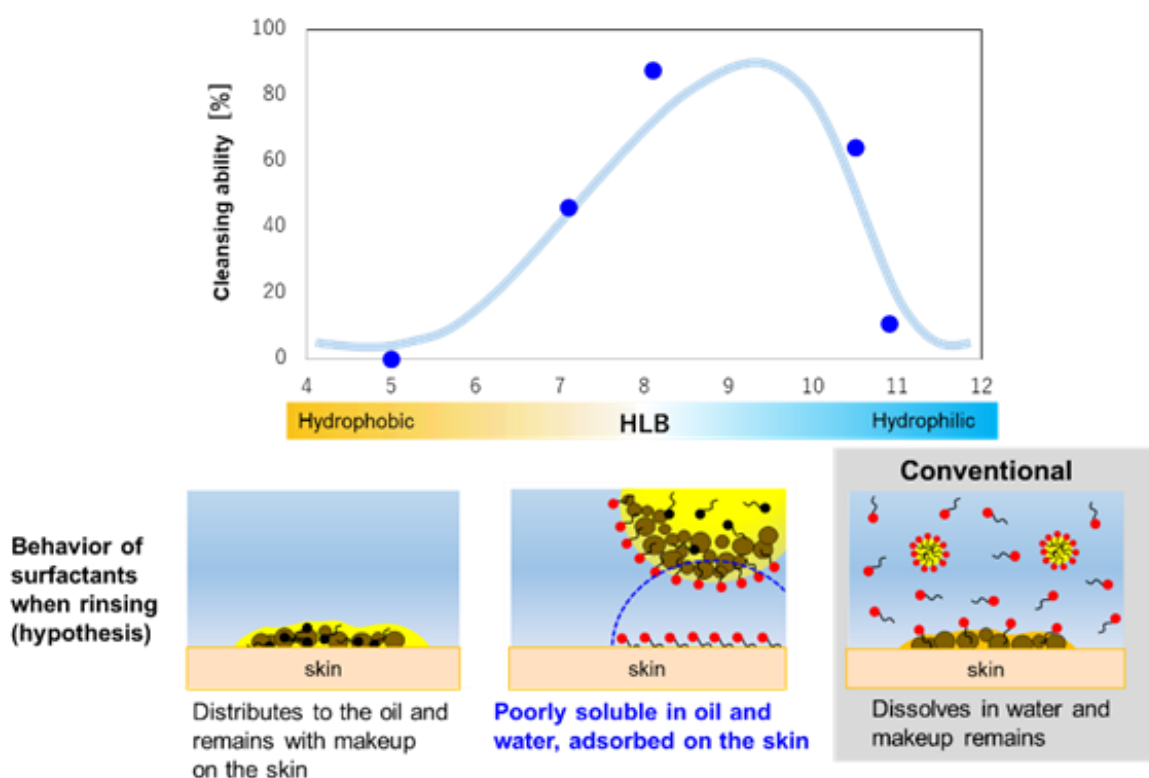 Cleansing ability [%]
100
80
60
40
20
0
4 5 6 7 8 9 10 11 12
Hydrophobic HLB Hydrophilic
Conventional
Behavior of
surfactants
when rinsing
(hypothesis)
skin
Distributes to the oil and
remains with makeup
on the skin
skin
Poorly soluble in oil and
water, adsorbed on the skin
skin
Dissolves in water and
makeup remains